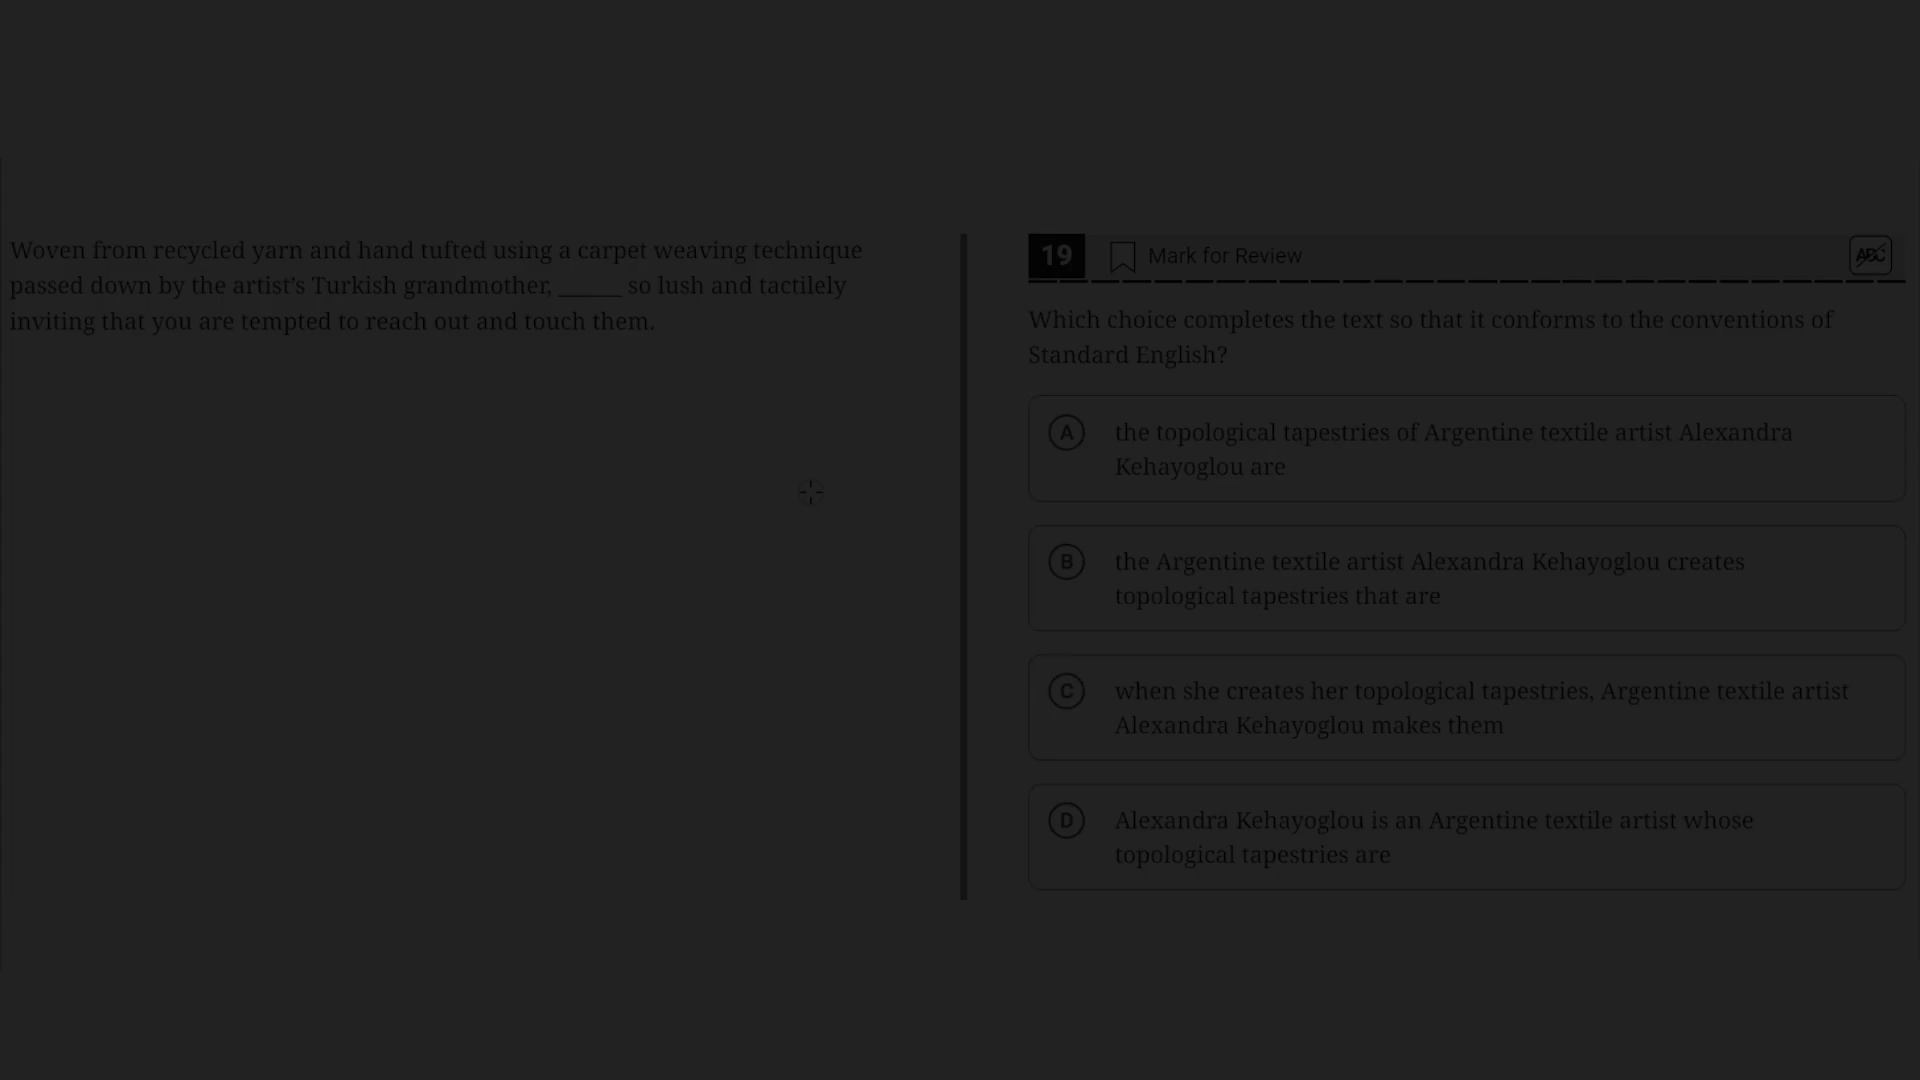 Woven from recycled yarn and hand tufted using a carpet weaving technique
passed down by the artist's Turkish grandmother, ______ so lush and tactilely
inviting that you are tempted to reach out and touch them.
19 Mark for Review ABC
Which choice completes the text so that it conforms to the conventions of
Standard English?
A the topological tapestries of Argentine textile artist Alexandra
Kehayoglou are
B the Argentine textile artist Alexandra Kehayoglou creates
topological tapestries that are
C when she creates her topological tapestries, Argentine textile artist
Alexandra Kehayoglou makes them
D Alexandra Kehayoglou is an Argentine textile artist whose
topological tapestries are